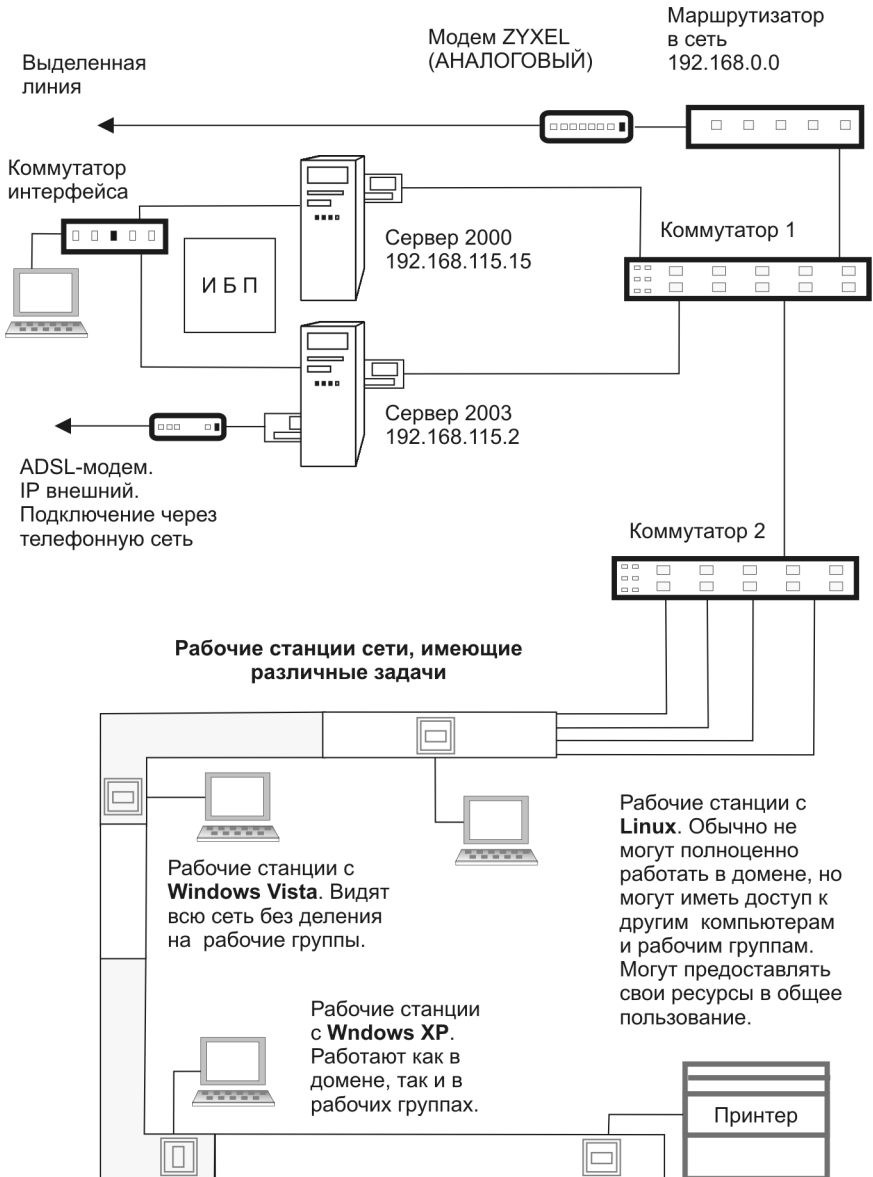 Маршрутизатор
в сеть
192.168.0.0
Модем ZYXEL
(АНАЛОГОВЫЙ)
Выделенная
линия
Коммутатор
интерфейса
Коммутатор 1
Сервер 2000
192.168.115.15
И Б П
Сервер 2003
192.168.115.2
ADSL-модем.
IP внешний.
Подключение через
телефонную сеть
Коммутатор 2
Рабочие станции сети, имеющие
различные задачи
Рабочие станции с
Linux. Обычно не
могут полноценно
работать в домене, но
могут иметь доступ к
другим компьютерам
и рабочим группам.
Могут предоставлять
свои ресурсы в общее
пользование.
Рабочие станции с
Windows Vista. Видят
всю сеть без деления
на рабочие группы.
Рабочие станции
с Wndows XP.
Работают как в
домене, так и в
рабочих группах.
Принтер